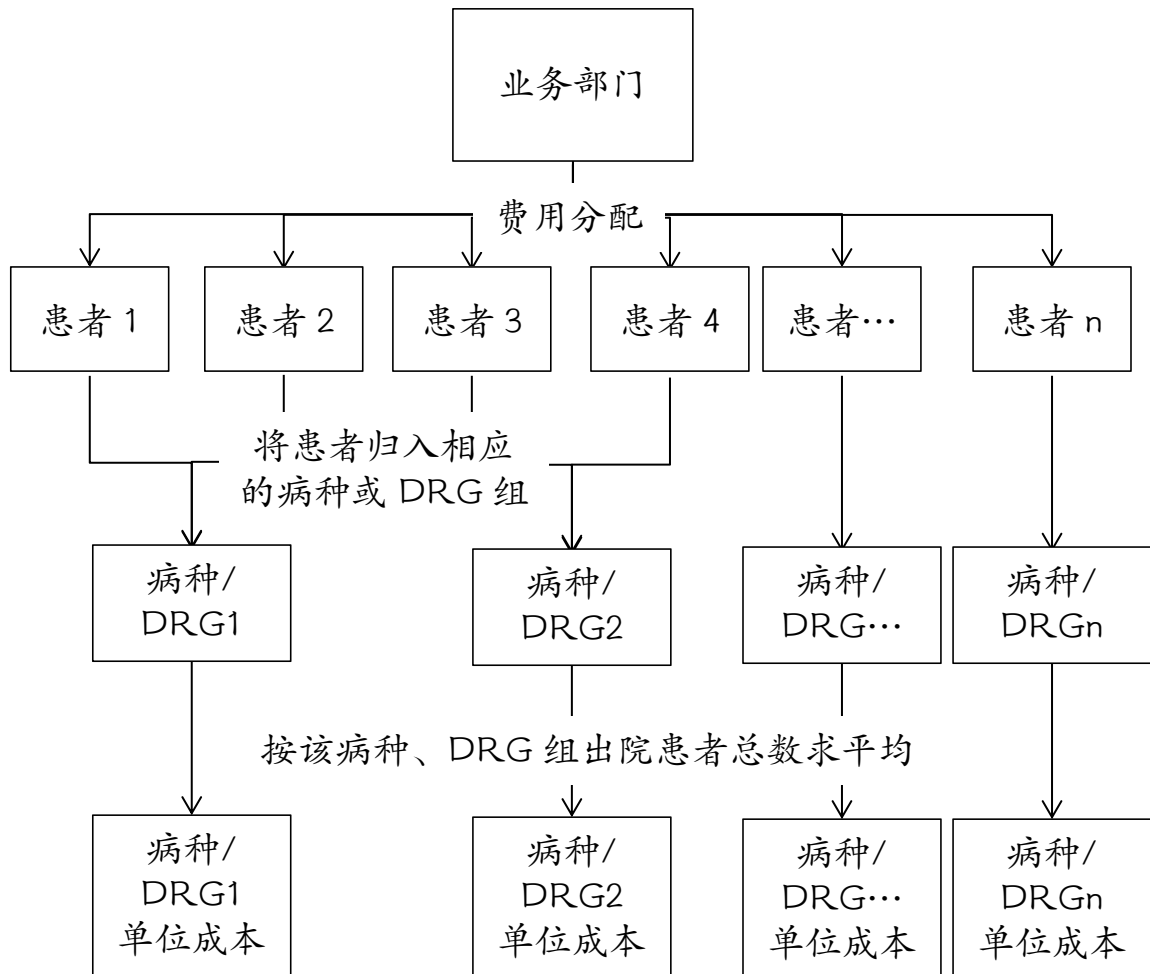 业务部门
费用分配
患者 1
患者 2
患者 3
患者 4
患者…
患者 n
将患者归入相应
的病种或 DRG 组
病种/
DRG1
病种/
DRG2
病种/
DRG…
病种/
DRGn
按该病种、DRG 组出院患者总数求平均
病种/
DRG1
单位成本
病种/
DRG2
单位成本
病种/
DRG…
单位成本
病种/
DRGn
单位成本